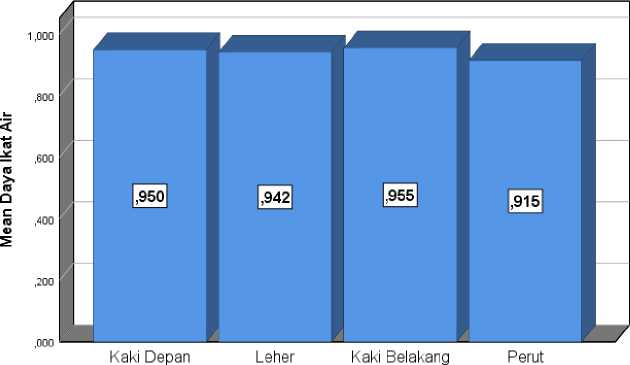 Mean Daya Ikat Air
1,000
,800
,600
,400
,200
,000
,950
,942
,955
,915
Kaki Depan
Leher
Kaki Belakang
Perut